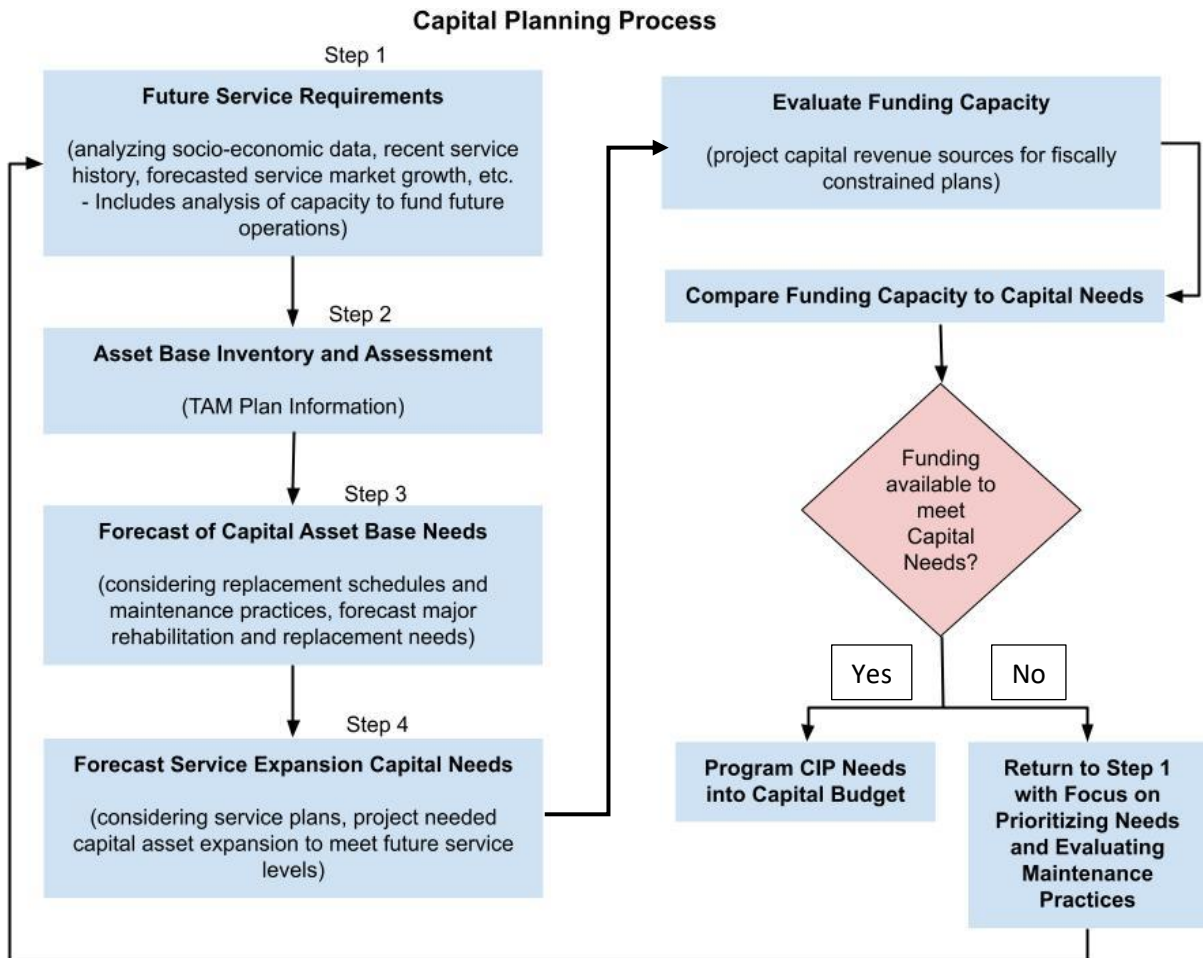 Capital Planning Process
Step 1
Future Service Requirements
(analyzing socio-economic data, recent service
history, forecasted service market growth, etc.
- Includes analysis of capacity to fund future
operations)
Step 2
Asset Base Inventory and Assessment
(TAM Plan Information)
Step 3
Forecast of Capital Asset Base Needs
(considering replacement schedules and
maintenance practices, forecast major
rehabilitation and replacement needs)
Step 4
Forecast Service Expansion Capital Needs
(considering service plans, project needed
capital asset expansion to meet future service
levels)
Evaluate Funding Capacity
(project capital revenue sources for fiscally
constrained plans)
Compare Funding Capacity to Capital Needs
Funding
available to
meet
Capital
Needs?
Yes
No
Program CIP Needs
into Capital Budget
Return to Step 1
with Focus on
Prioritizing Needs
and Evaluating
Maintenance
Practices